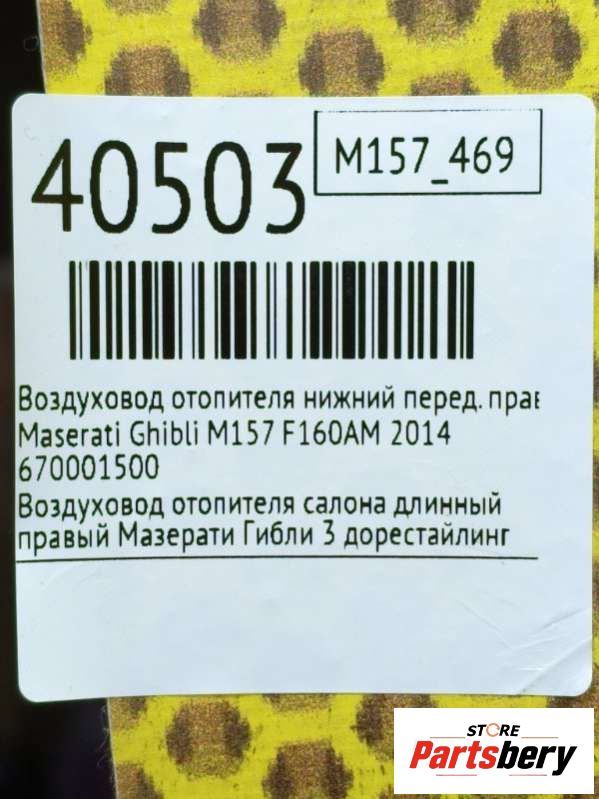 40503
M157_469
Воздуховод отопителя нижний перед. прав
Maserati Ghibli M157 F160AM 2014
670001500
Воздуховод отопителя салона длинный
правый Мазерати Гибли 3 дорестайлинг
STORE
Partsbery